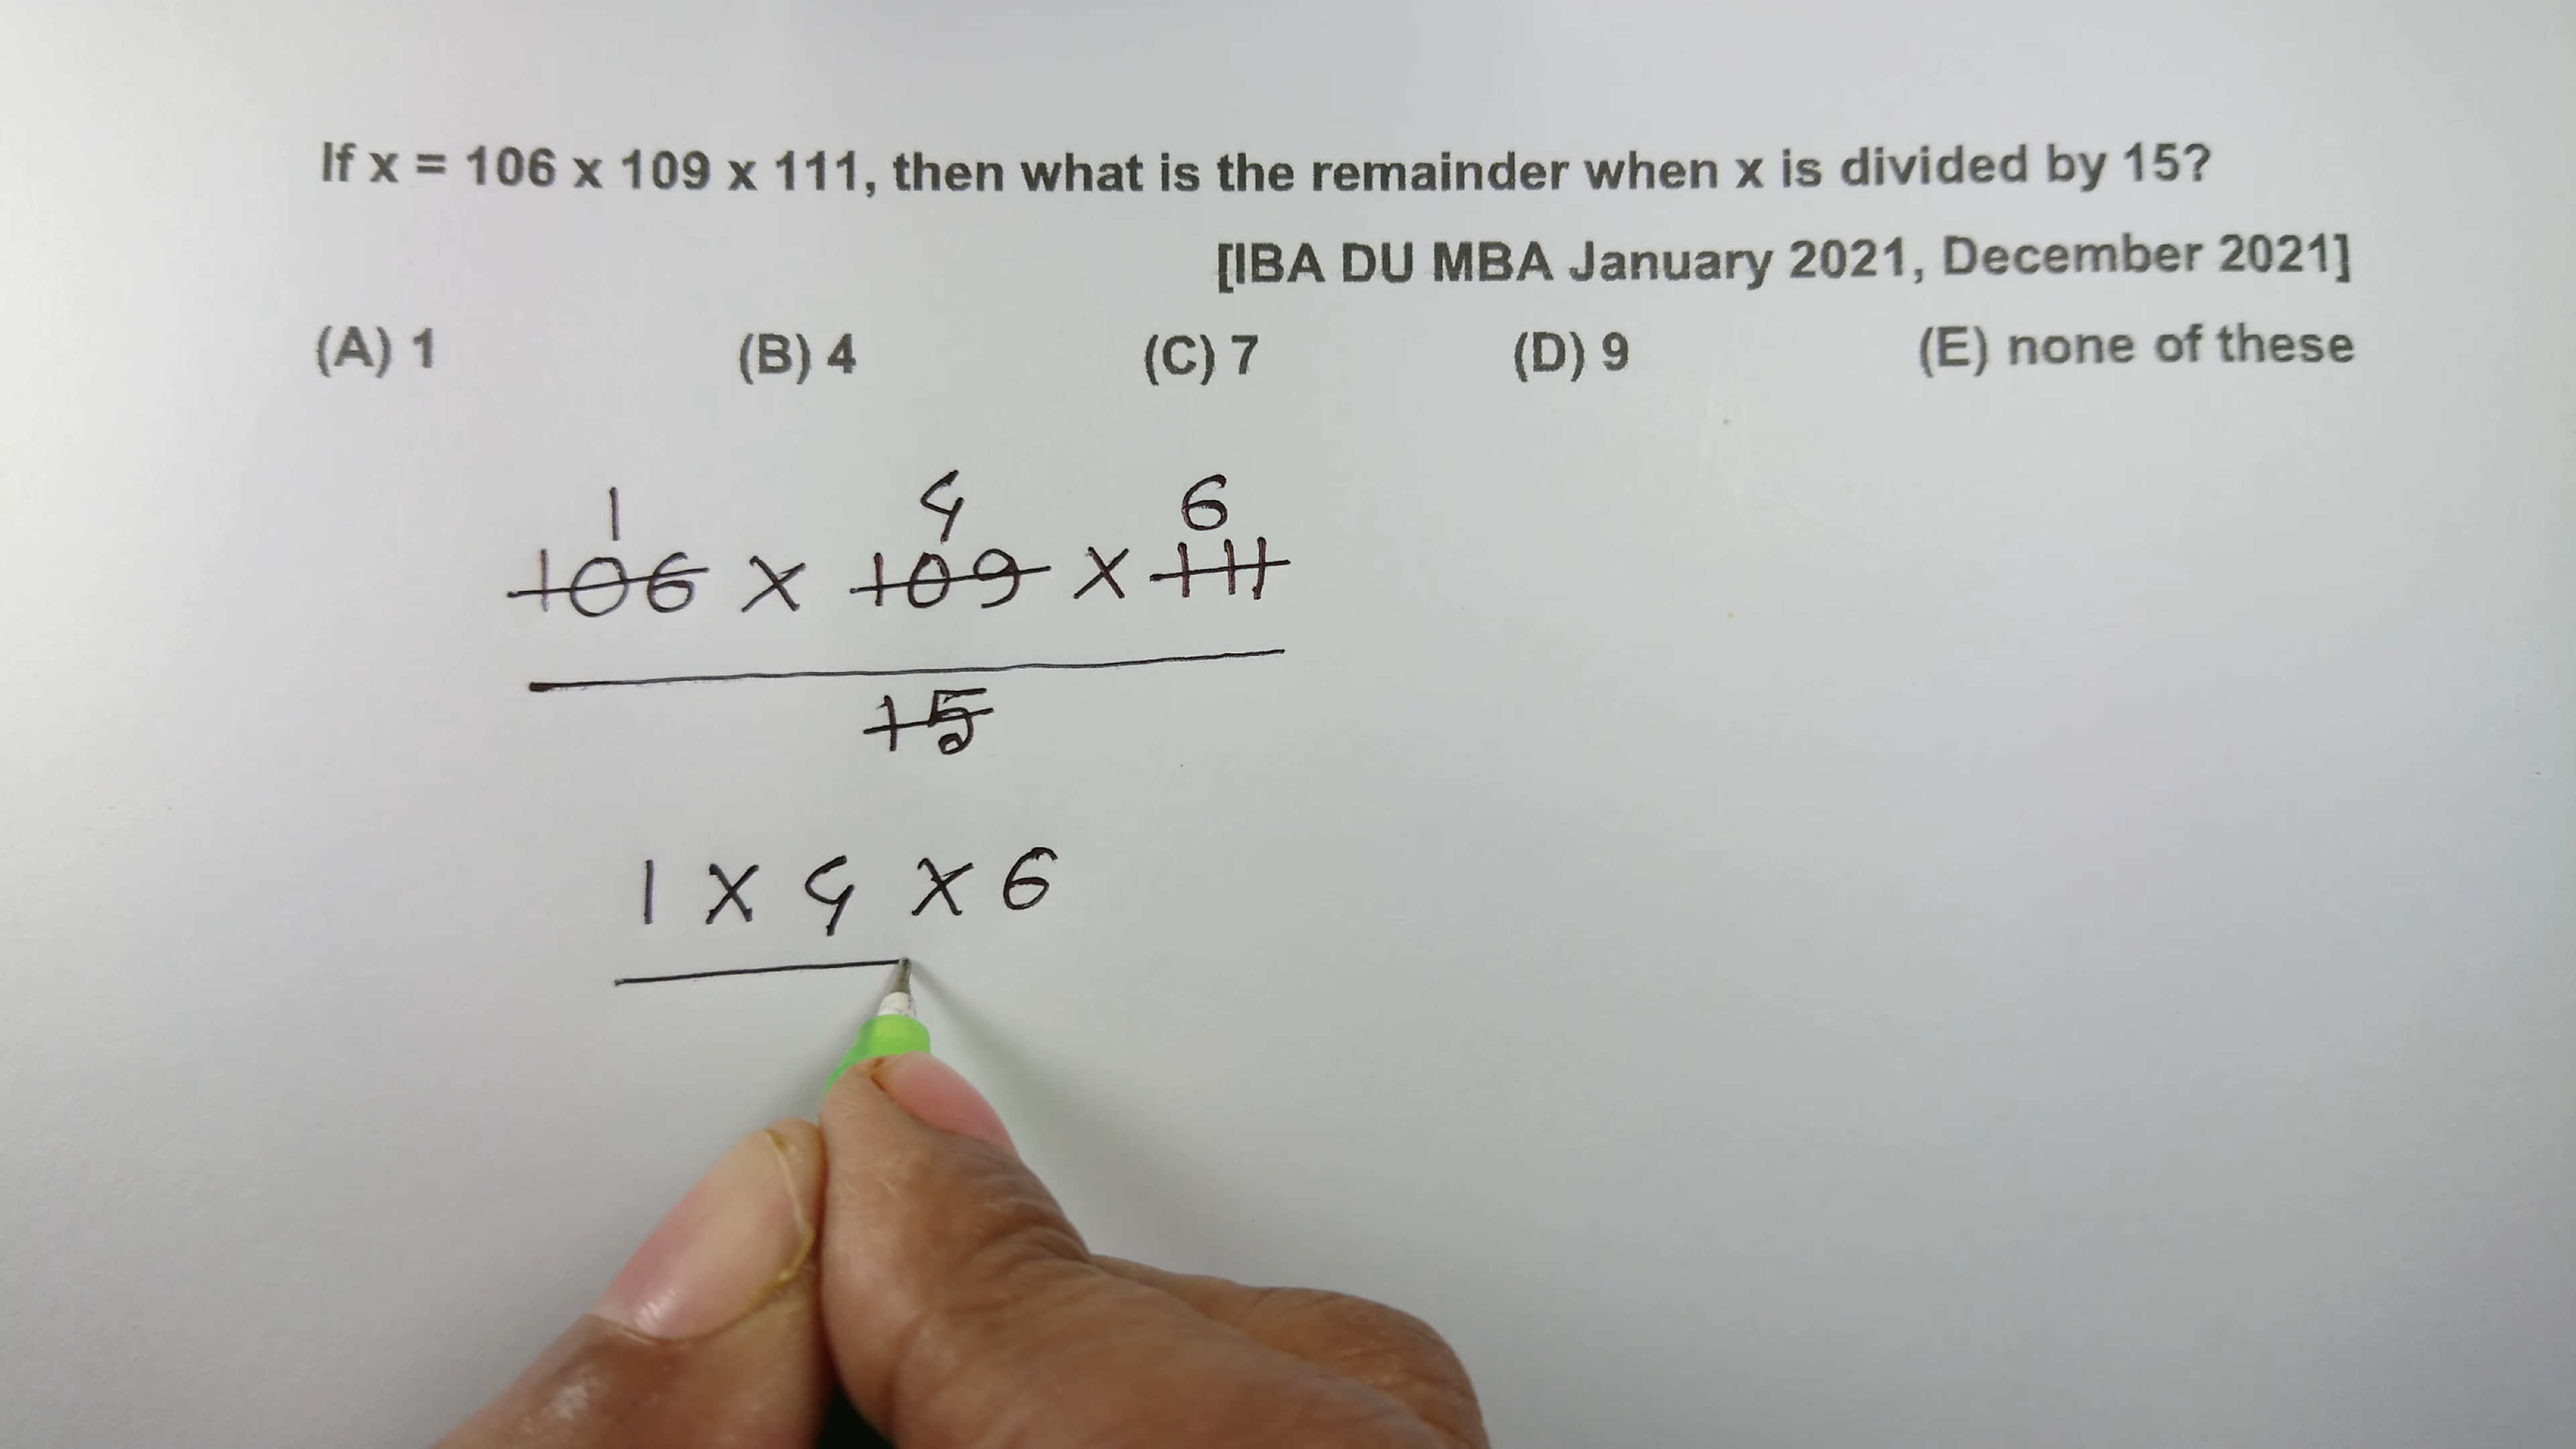 If x = 106 x 109 x 111, then what is the remainder when x is divided by 15?
[IBA DU MBA January 2021, December 2021]
(A) 1 (B) 4 (C) 7 (D) 9 (E) none of these
1 4 6
106 x 109 x 111
15
1 x 4 x 6